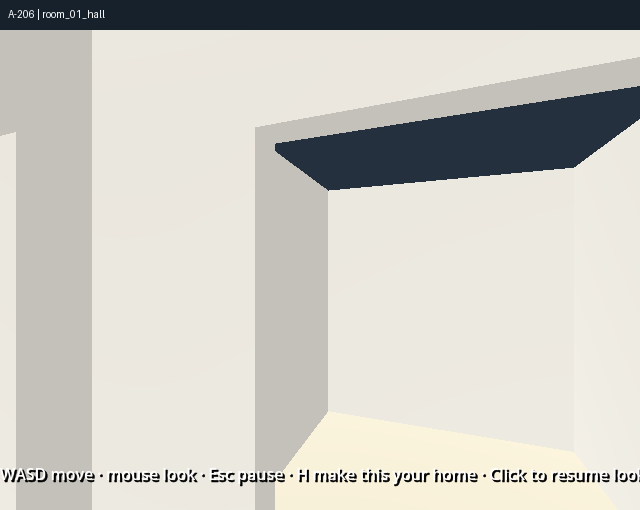 A-206 | room_01_hall
WASD move · mouse look · Esc pause · H make this your home · Click to resume